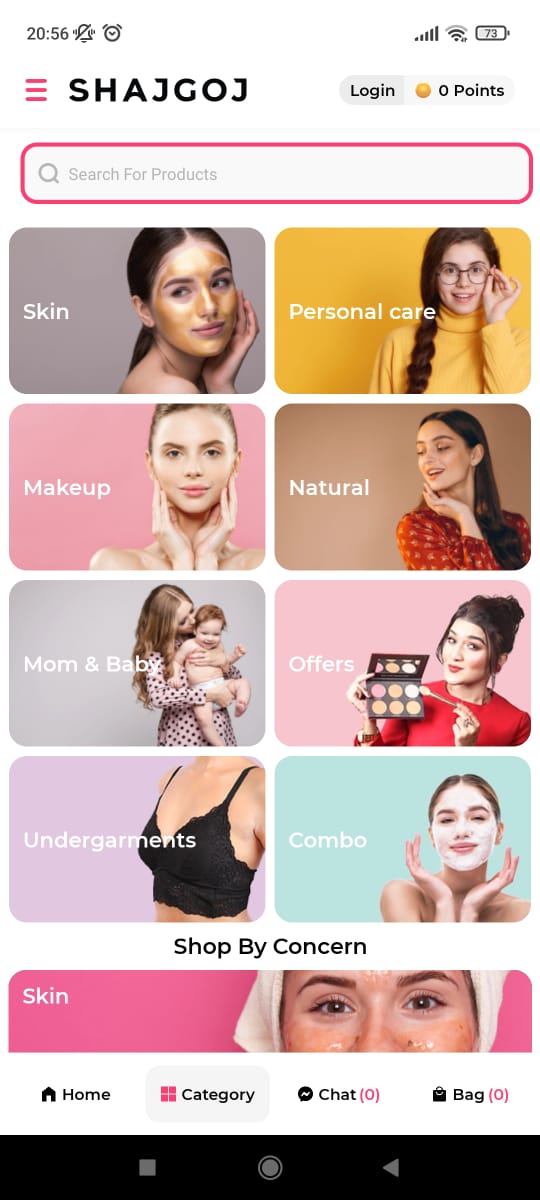 20:56 73
SHAJGOJ Login 0 Points
Search For Products
Skin Personal care
Makeup Natural
Mom & Baby Offers
Undergarments Combo
Shop By Concern
Skin
Home Category Chat (0) Bag (0)